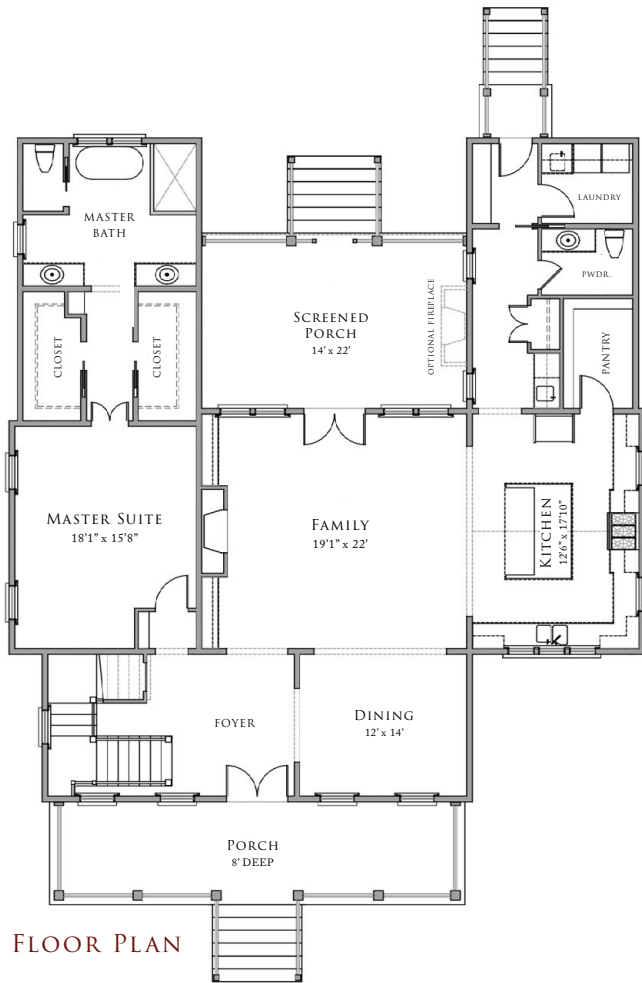 LAUNDRY
MASTER
BATH
PWDR.
SCREENED
PORCH
14' x 22'
OPTIONAL FIREPLACE
CLOSET
CLOSET
PANTRY
MASTER SUITE
18'1" x 15'8"
FAMILY
19'1" x 22'
KITCHEN
12'6" x 17'10"
FOYER
DINING
12' x 14'
PORCH
8' DEEP
FLOOR PLAN